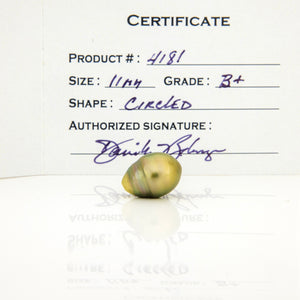 CERTIFICATE
PRODUCT #: 4181
SIZE: 11MM GRADE: B+
SHAPE: CIRCLED
AUTHORIZED SIGNATURE: